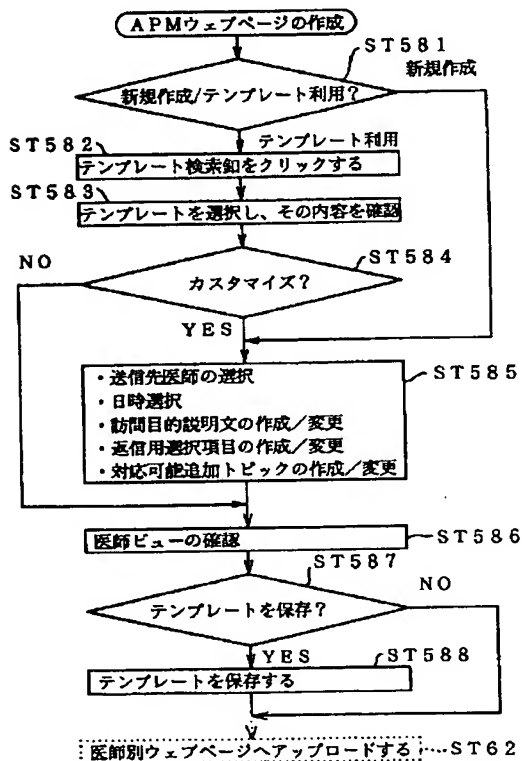 APMウェブページの作成
ST581
新規作成
新規作成/テンプレート利用?
テンプレート利用
ST582
テンプレート検索釦をクリックする
ST583
テンプレートを選択し、その内容を確認
ST584
NO
カスタマイズ?
YES
ST585
・送信先医師の選択
・日時選択
・訪問目的説明文の作成/変更
・返信用選択項目の作成/変更
・対応可能追加トピックの作成/変更
医師ビューの確認
ST586
ST587
NO
テンプレートを保存?
YES
ST588
テンプレートを保存する
医師別ウェブページへアップロードする
ST62